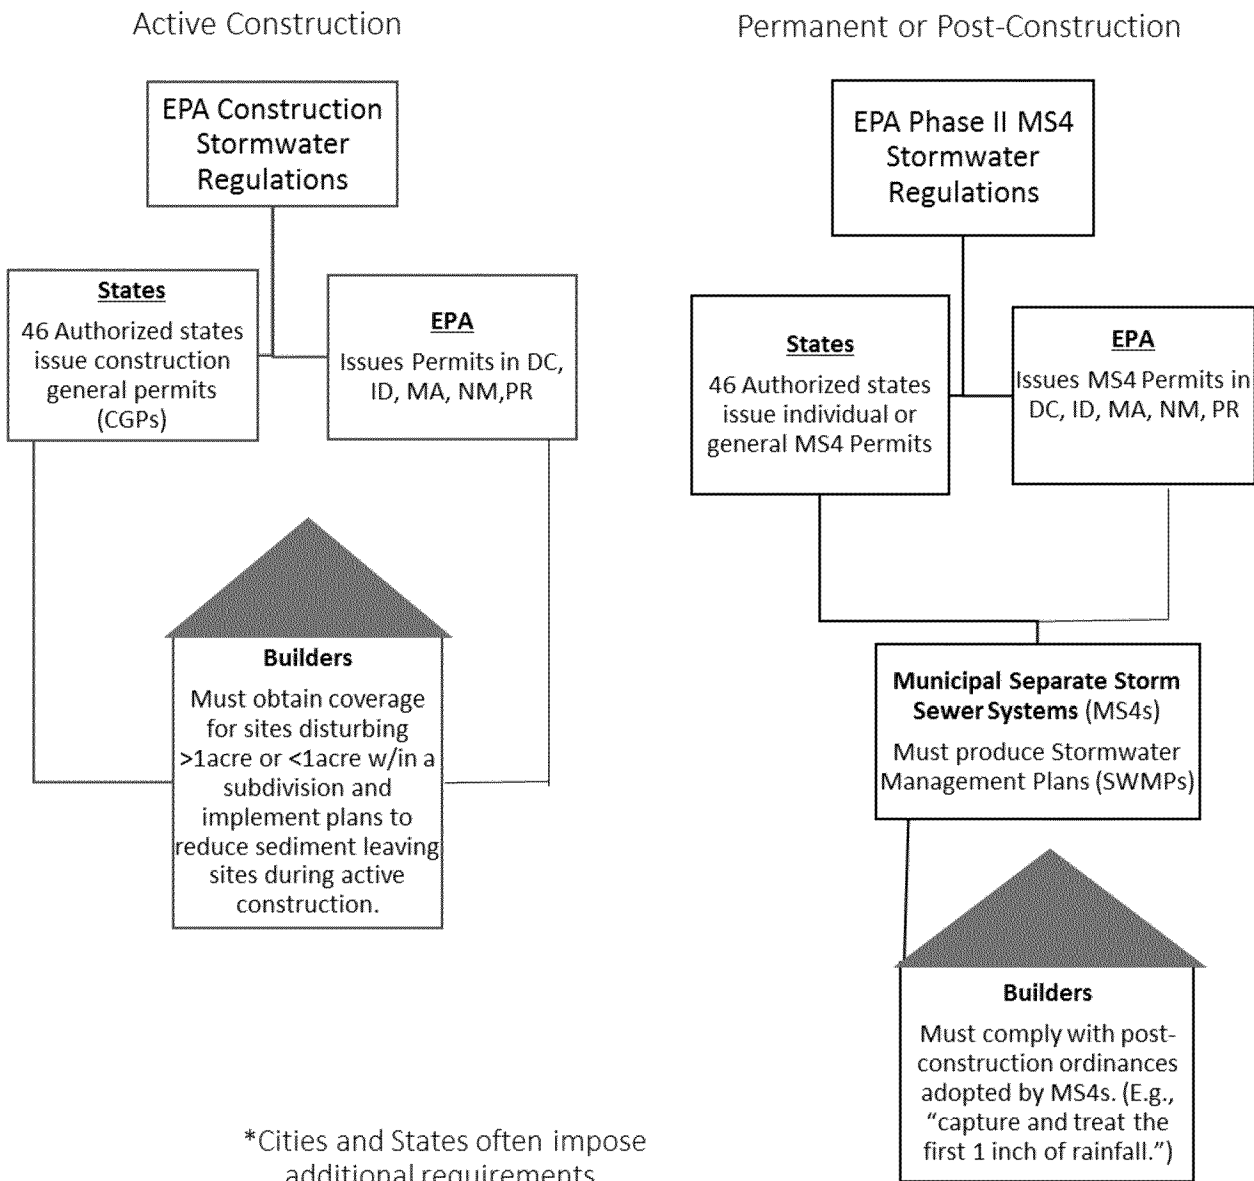 Active Construction
EPA Construction
Stormwater
Regulations
States
46 Authorized states
issue construction
general permits
(CGPs)
EPA
Issues Permits in DC,
ID, MA, NM,PR
Builders
Must obtain coverage
for sites disturbing
>1acre or <1acre w/in a
subdivision and
implement plans to
reduce sediment leaving
sites during active
construction.
*Cities and States often impose
additional requirements
Permanent or Post-Construction
EPA Phase II MS4
Stormwater
Regulations
States
46 Authorized states
issue individual or
general MS4 Permits
EPA
Issues MS4 Permits in
DC, ID, MA, NM, PR
Municipal Separate Storm
Sewer Systems (MS4s)
Must produce Stormwater
Management Plans (SWMPs)
Builders
Must comply with post-
construction ordinances
adopted by MS4s. (E.g.,
“capture and treat the
first 1 inch of rainfall.”)